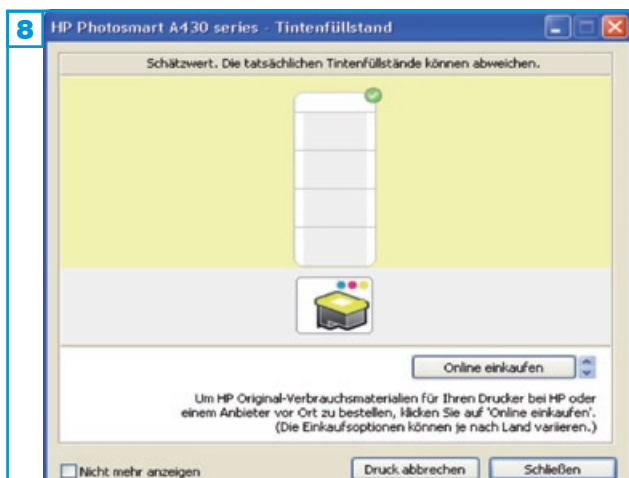 8
HP Photosmart A430 series - Tintenfüllstand
Schätzwert. Die tatsächlichen Tintenfüllstände können abweichen.
Online einkaufen
Um HP Original-Verbrauchsmaterialien für Ihren Drucker bei HP oder
einem Anbieter vor Ort zu bestellen, klicken Sie auf 'Online einkaufen'.
(Die Einkaufsoptionen können je nach Land variieren.)
Nicht mehr anzeigen
Druck abbrechen
Schließen